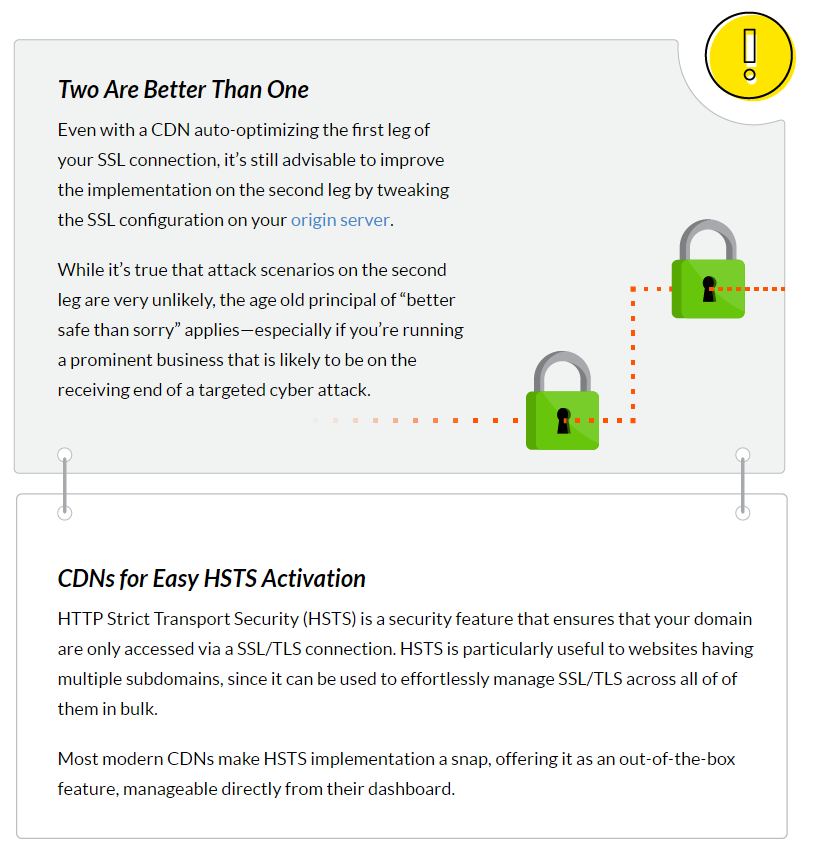 Two Are Better Than One
Even with a CDN auto-optimizing the first leg of
your SSL connection, it’s still advisable to improve
the implementation on the second leg by tweaking
the SSL configuration on your origin server.
While it’s true that attack scenarios on the second
leg are very unlikely, the age old principal of “better
safe than sorry” applies—especially if you’re running
a prominent business that is likely to be on the
receiving end of a targeted cyber attack.
CDNs for Easy HSTS Activation
HTTP Strict Transport Security (HSTS) is a security feature that ensures that your domain
are only accessed via a SSL/TLS connection. HSTS is particularly useful to websites having
multiple subdomains, since it can be used to effortlessly manage SSL/TLS across all of of
them in bulk.
Most modern CDNs make HSTS implementation a snap, offering it as an out-of-the-box
feature, manageable directly from their dashboard.